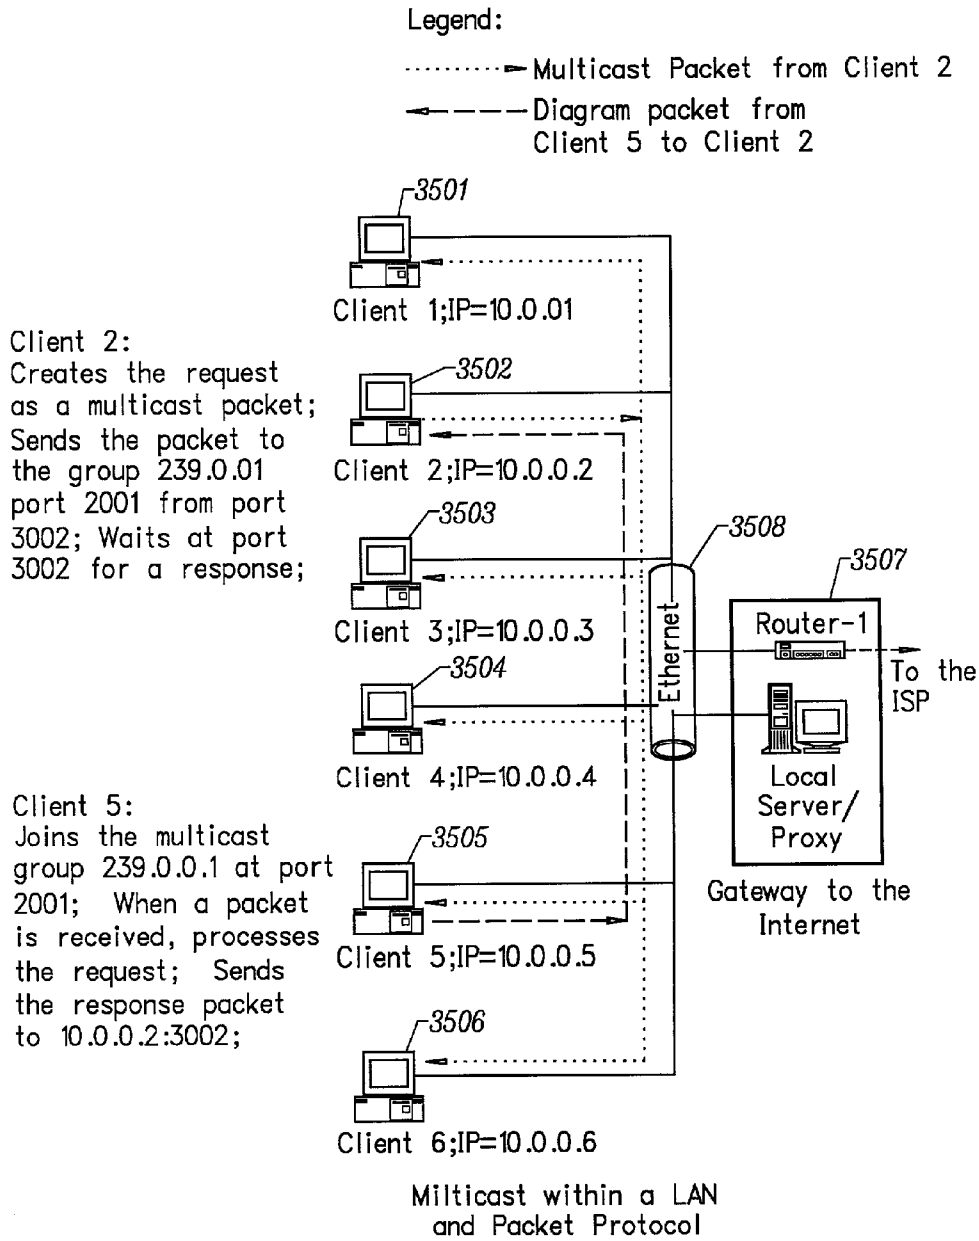 Legend:
Multicast Packet from Client 2
Diagram packet from
Client 5 to Client 2
3501
Client 1;IP=10.0.01
Client 2:
Creates the request
as a multicast packet;
Sends the packet to
the group 239.0.01
port 2001 from port
3002; Waits at port
3002 for a response;
3502
Client 2;IP=10.0.0.2
3503
Client 3;IP=10.0.0.3
3508
Ethernet
3507
Router-1
To the
ISP
Local
Server/
Proxy
Gateway to the
Internet
3504
Client 4;IP=10.0.0.4
Client 5:
Joins the multicast
group 239.0.0.1 at port
2001; When a packet
is received, processes
the request; Sends
the response packet
to 10.0.0.2:3002;
3505
Client 5;IP=10.0.0.5
3506
Client 6;IP=10.0.0.6
Milticast within a LAN
and Packet Protocol